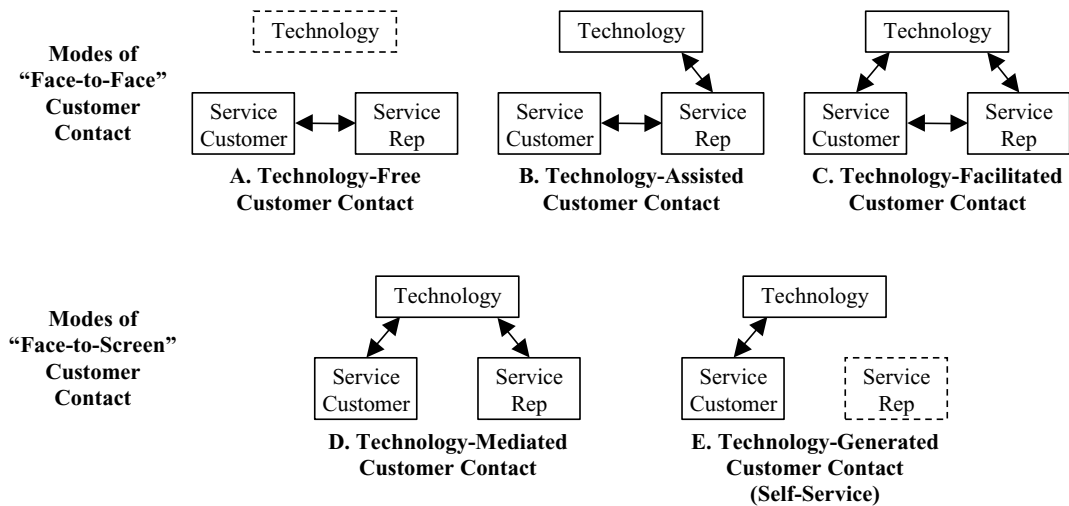 Modes of
“Face-to-Face”
Customer
Contact
Technology
Service
Customer
Service
Rep
A. Technology-Free
Customer Contact
Technology
Service
Customer
Service
Rep
B. Technology-Assisted
Customer Contact
Technology
Service
Customer
Service
Rep
C. Technology-Facilitated
Customer Contact
Modes of
“Face-to-Screen”
Customer
Contact
Technology
Service
Customer
Service
Rep
D. Technology-Mediated
Customer Contact
Technology
Service
Customer
Service
Rep
E. Technology-Generated
Customer Contact
(Self-Service)